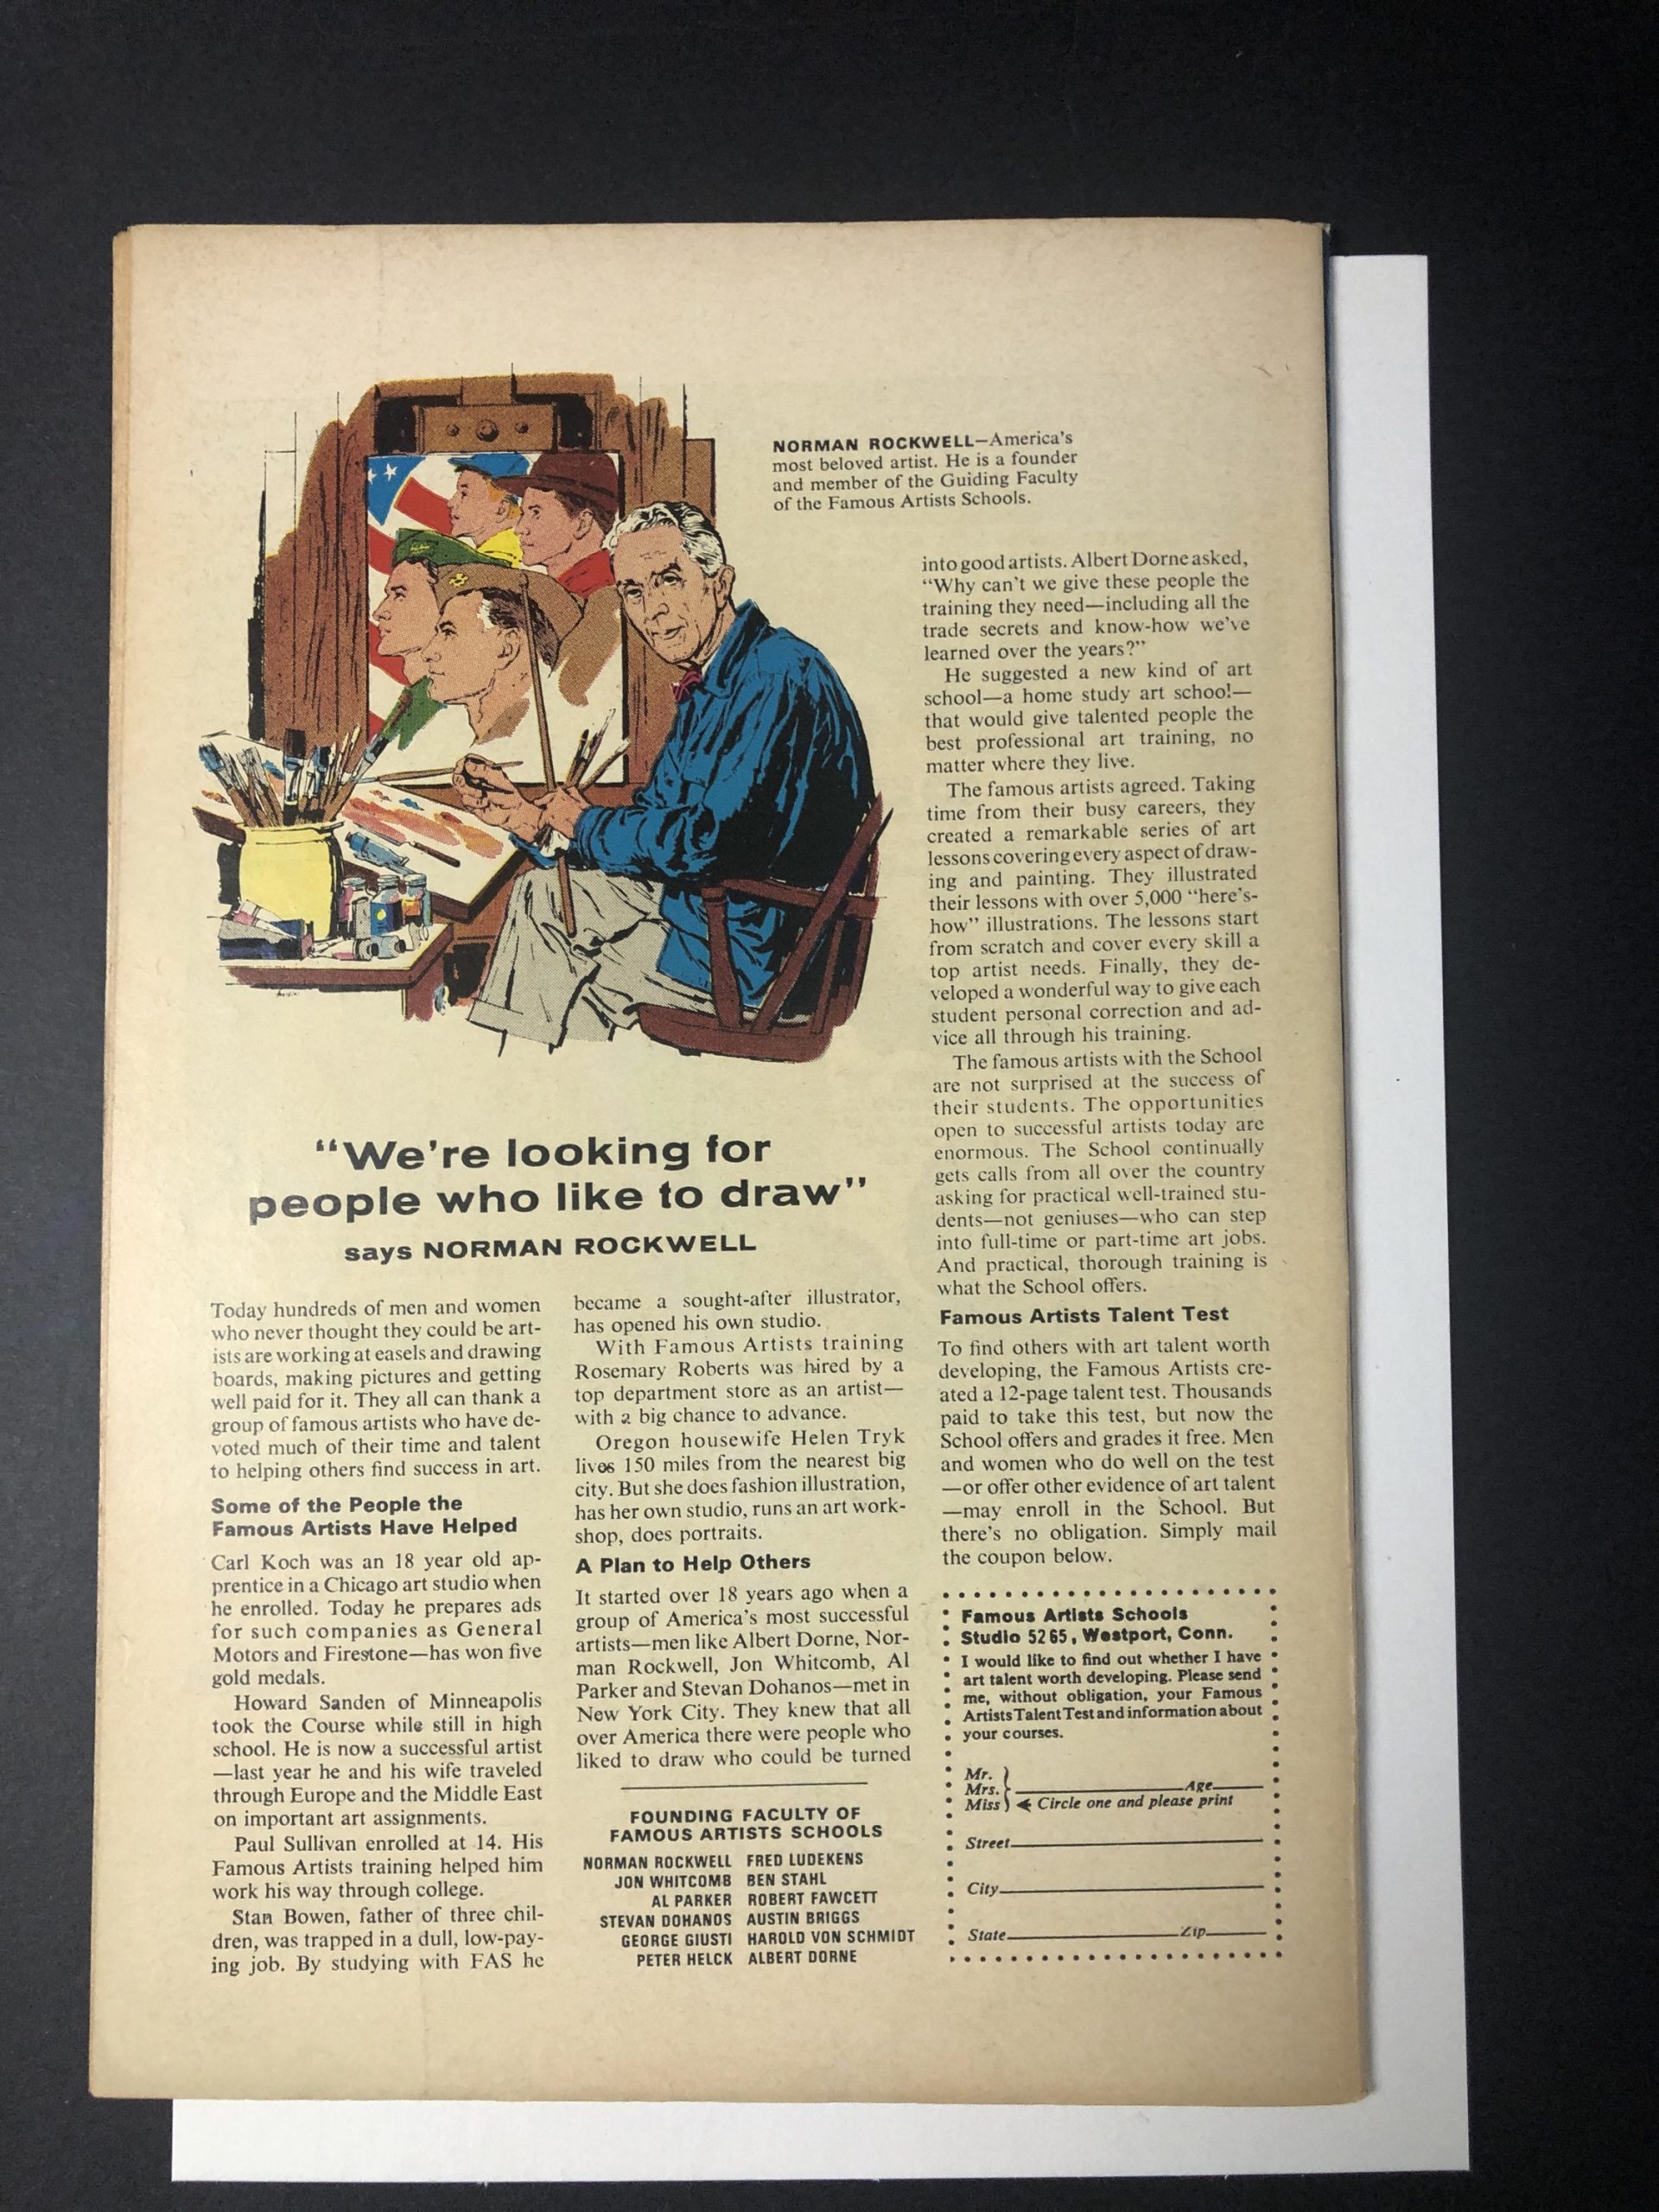 NORMAN ROCKWELL—America's
most beloved artist. He is a founder
and member of the Guiding Faculty
of the Famous Artists Schools.
"We're looking for
people who like to draw"
says NORMAN ROCKWELL
Today hundreds of men and women
who never thought they could be art-
ists are working at easels and drawing
boards, making pictures and getting
well paid for it. They all can thank a
group of famous artists who have de-
voted much of their time and talent
to helping others find success in art.
Some of the People the
Famous Artists Have Helped
Carl Koch was an 18 year old ap-
prentice in a Chicago art studio when
he enrolled. Today he prepares ads
for such companies as General
Motors and Firestone—has won five
gold medals.
Howard Sanden of Minneapolis
took the Course while still in high
school. He is now a successful artist
—last year he and his wife traveled
through Europe and the Middle East
on important art assignments.
Paul Sullivan enrolled at 14. His
Famous Artists training helped him
work his way through college.
Stan Bowen, father of three chil-
dren, was trapped in a dull, low-pay-
ing job. By studying with FAS he
became a sought-after illustrator,
has opened his own studio.
With Famous Artists training
Rosemary Roberts was hired by a
top department store as an artist—
with a big chance to advance.
Oregon housewife Helen Tryk
lives 150 miles from the nearest big
city. But she does fashion illustration,
has her own studio, runs an art work-
shop, does portraits.
A Plan to Help Others
It started over 18 years ago when a
group of America's most successful
artists—men like Albert Dorne, Nor-
man Rockwell, Jon Whitcomb, Al
Parker and Stevan Dohanos—met in
New York City. They knew that all
over America there were people who
liked to draw who could be turned
into good artists. Albert Dorne asked,
"Why can't we give these people the
training they need—including all the
trade secrets and know-how we've
learned over the years?"
He suggested a new kind of art
school—a home study art school—
that would give talented people the
best professional art training, no
matter where they live.
The famous artists agreed. Taking
time from their busy careers, they
created a remarkable series of art
lessons covering every aspect of draw-
ing and painting. They illustrated
their lessons with over 5,000 "here's-
how" illustrations. The lessons start
from scratch and cover every skill a
top artist needs. Finally, they de-
veloped a wonderful way to give each
student personal correction and ad-
vice all through his training.
The famous artists with the School
are not surprised at the success of
their students. The opportunities
open to successful artists today are
enormous. The School continually
gets calls from all over the country
asking for practical well-trained stu-
dents—not geniuses—who can step
into full-time or part-time art jobs.
And practical, thorough training is
what the School offers.
Famous Artists Talent Test
To find others with art talent worth
developing, the Famous Artists cre-
ated a 12-page talent test. Thousands
paid to take this test, but now the
School offers and grades it free. Men
and women who do well on the test
—or offer other evidence of art talent
—may enroll in the School. But
there's no obligation. Simply mail
the coupon below.
FOUNDING FACULTY OF
FAMOUS ARTISTS SCHOOLS
NORMAN ROCKWELL FRED LUDEKENS
JON WHITCOMB BEN STAHL
AL PARKER ROBERT FAWCETT
STEVAN DOHANOS AUSTIN BRIGGS
GEORGE GIUSTI HAROLD VON SCHMIDT
PETER HELCK ALBERT DORNE
Famous Artists Schools
Studio 5265, Westport, Conn.
I would like to find out whether I have
art talent worth developing. Please send
me, without obligation, your Famous
Artists Talent Test and information about
your courses.
Mr.
Mrs. Age
Miss Circle one and please print
Street
City
State Zip